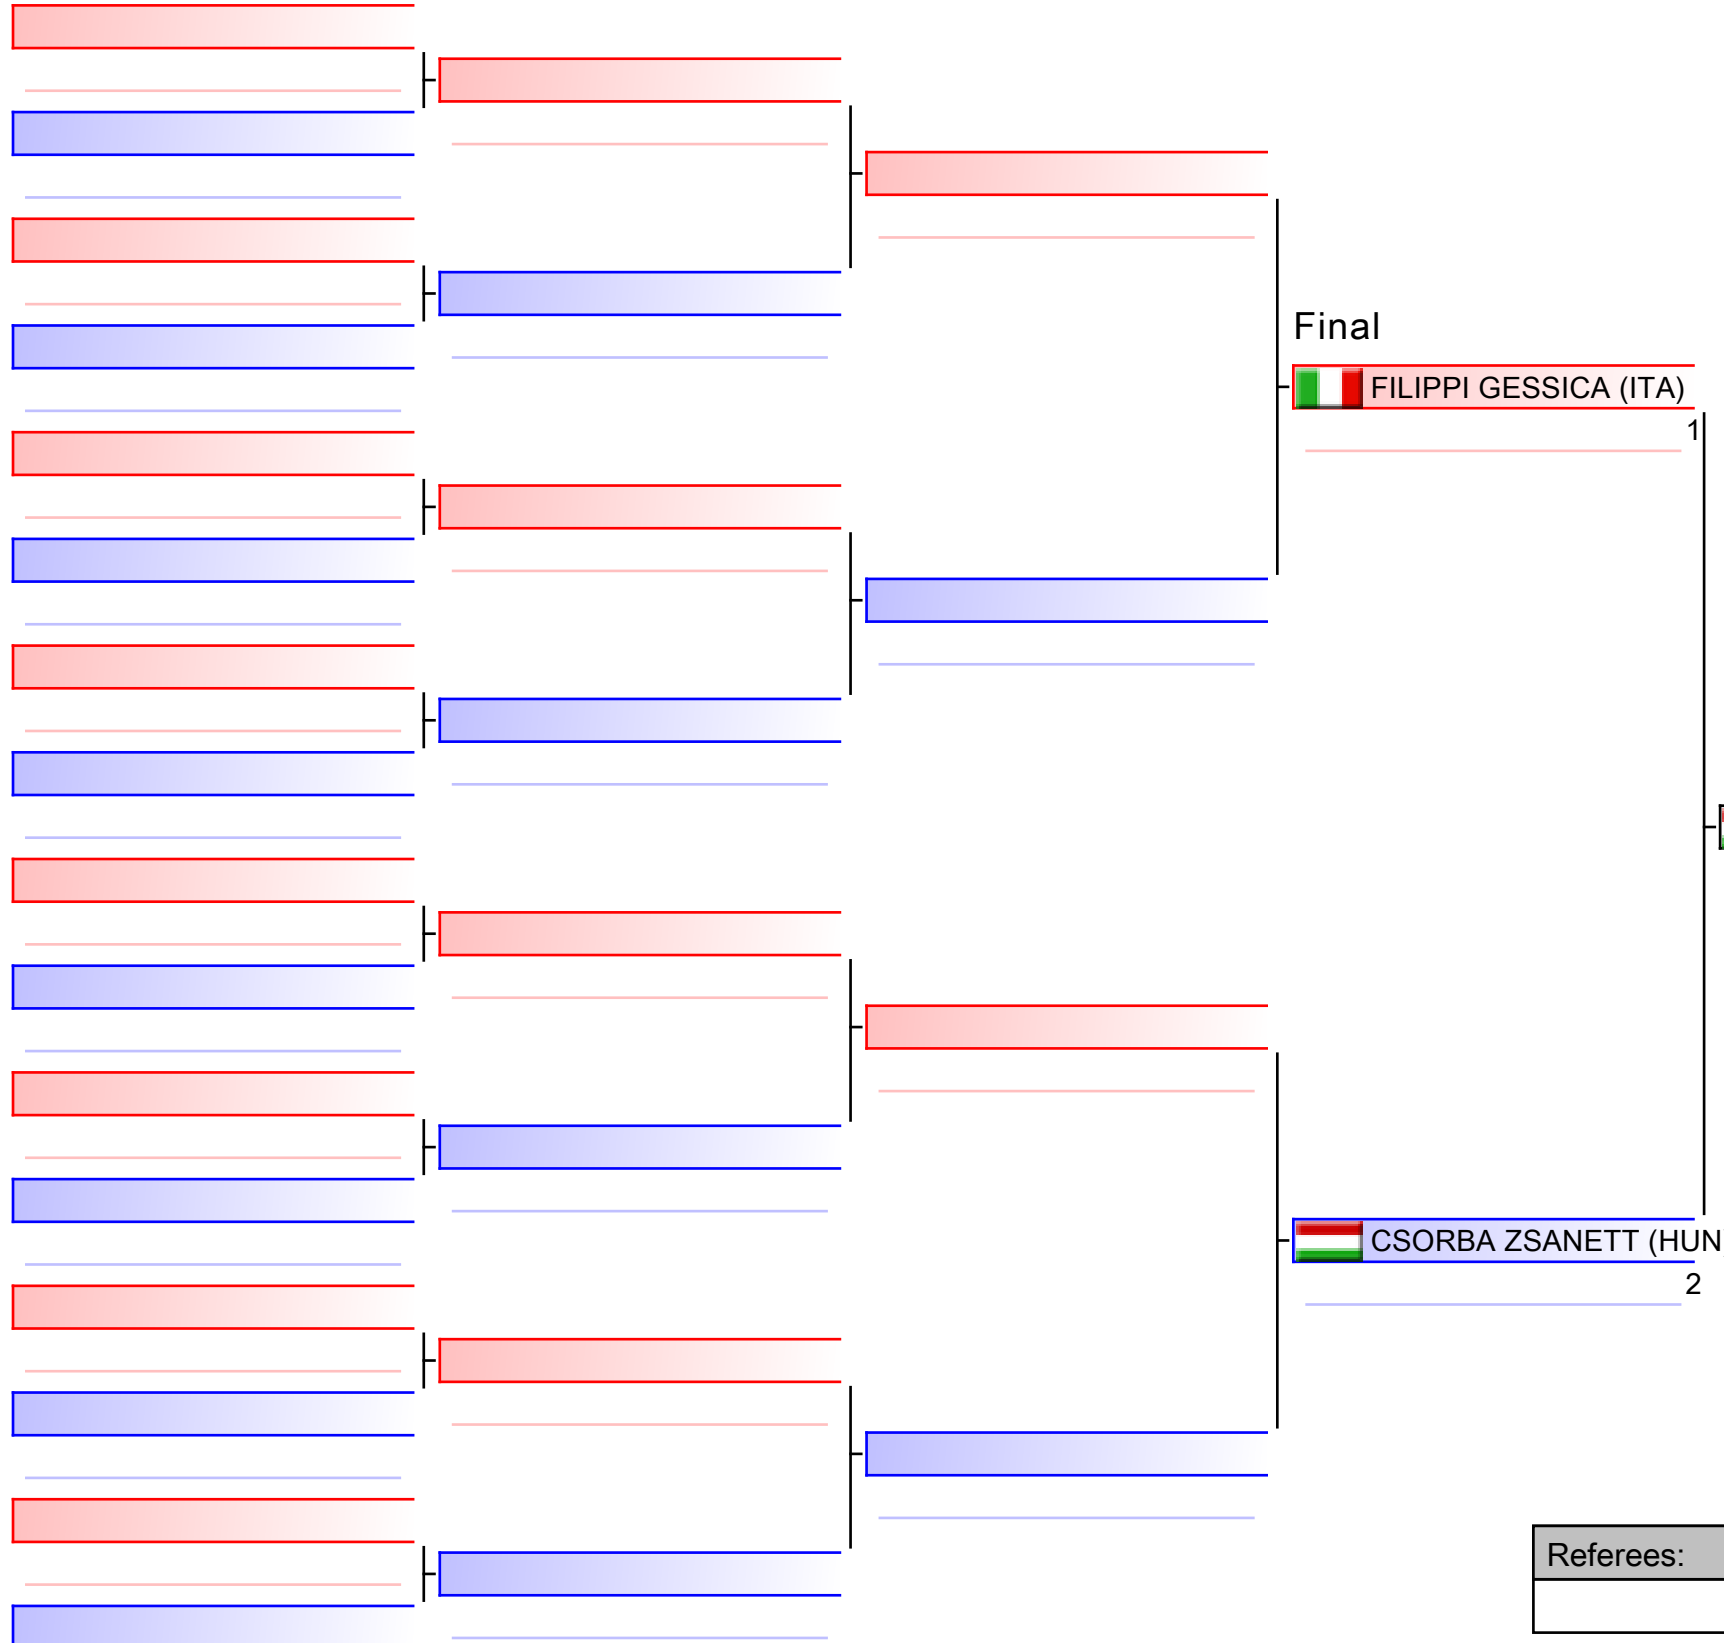 Final
FILIPPI GESSICA (ITA)
1
CSORBA ZSANETT (HUN
2
Referees: